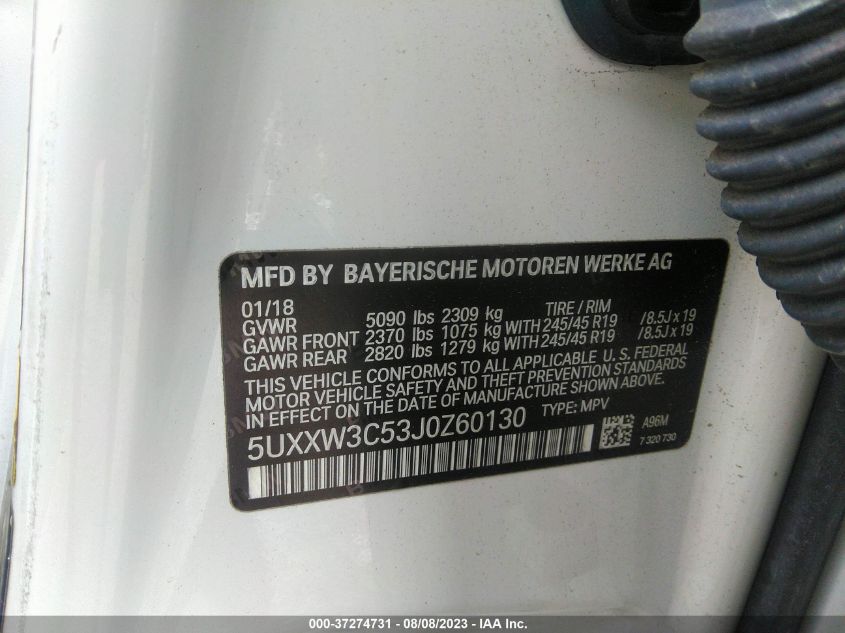 MFD BY BAYERISCHE MOTOREN WERKE AG
01/18 TIRE / RIM
GVWR 5090 lbs 2309 kg
GAWR FRONT 2370 lbs 1075 kg WITH 245/45 R19 / 8.5J x 19
GAWR REAR 2820 lbs 1279 kg WITH 245/45 R19 / 8.5J x 19
THIS VEHICLE CONFORMS TO ALL APPLICABLE U. S. FEDERAL
MOTOR VEHICLE SAFETY AND THEFT PREVENTION STANDARDS
IN EFFECT ON THE DATE OF MANUFACTURE SHOWN ABOVE.
5UXXW3C53J0Z60130 TYPE: MPV
A96M
7 320 730
000-37274731 - 08/08/2023 - IAA Inc.